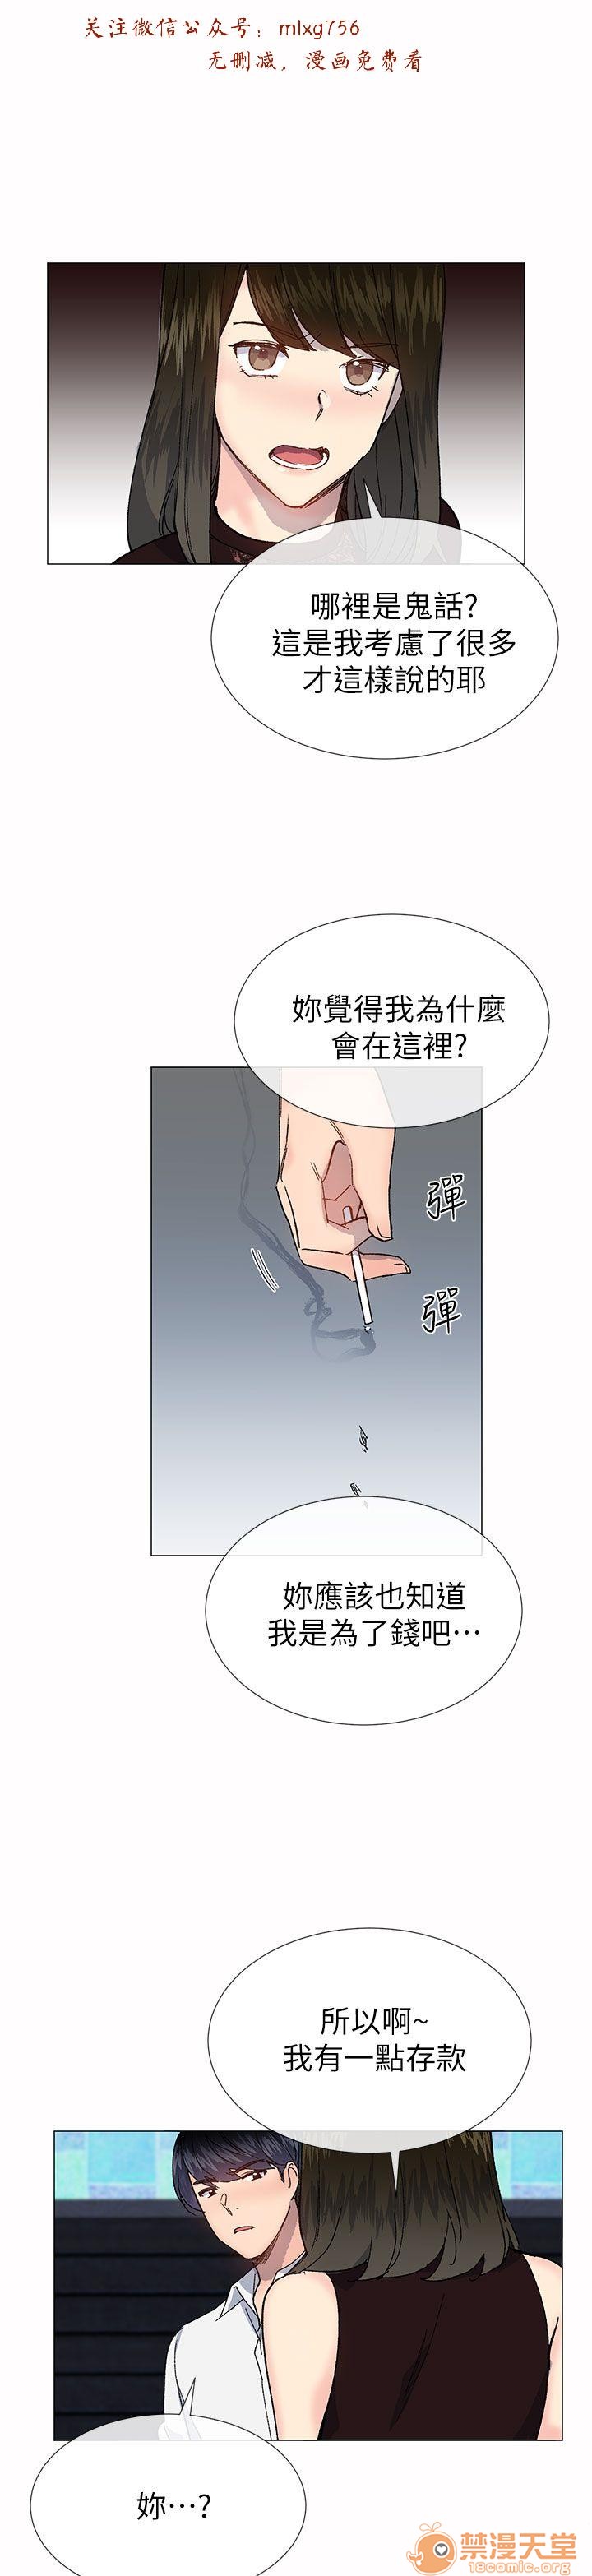 关注微信公众号：mlxg756
无删减，漫画免费看
哪裡是鬼話?
這是我考慮了很多
才這樣說的耶
妳覺得我為什麼
會在這裡?
彈
彈
妳應該也知道
我是為了錢吧⋯
所以啊~
我有一點存款
妳⋯?
禁漫天堂
18comic.org